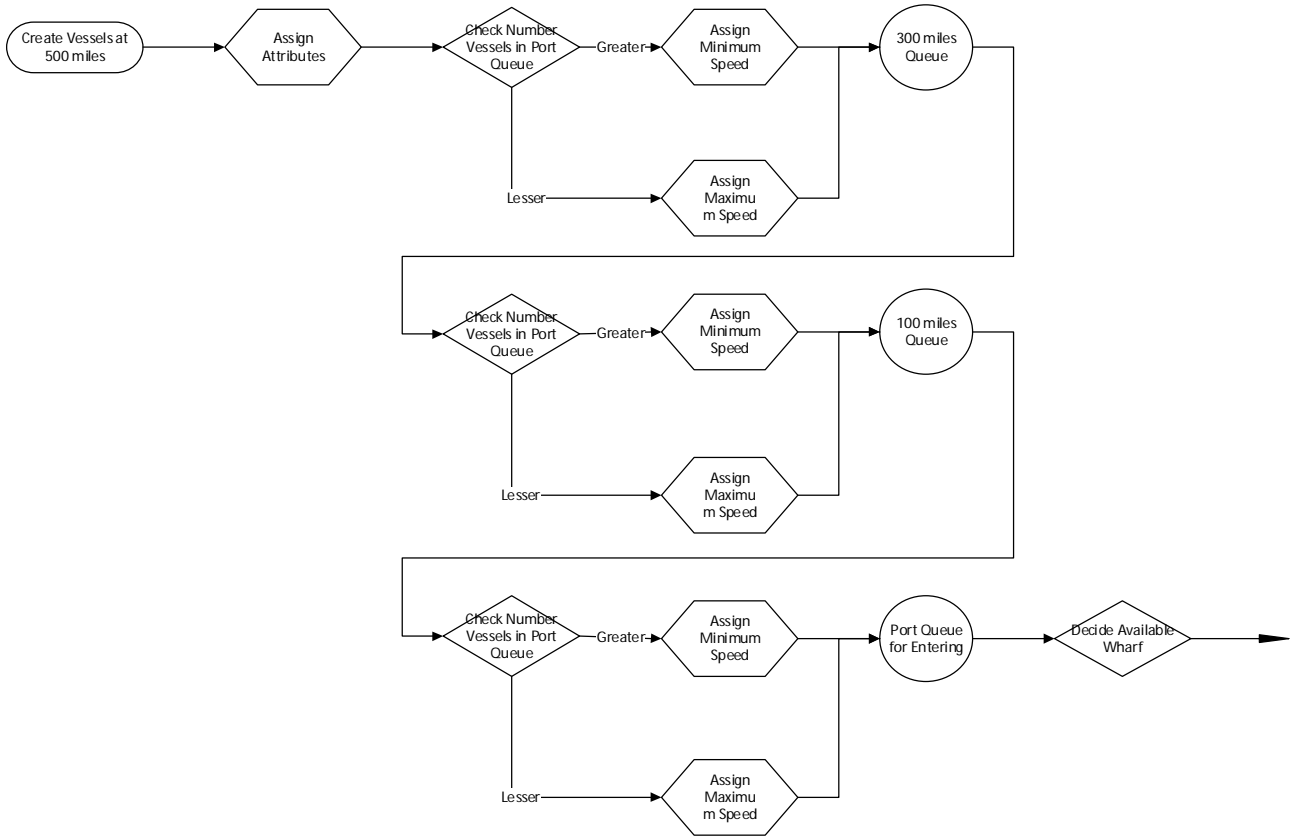 Create Vessels at
500 miles
Assign
Attributes
Check Number
Vessels in Port
Queue
Greater
Assign
Minimum
Speed
300 miles
Queue
Lesser
Assign
Maximu
m Speed
Check Number
Vessels in Port
Queue
Greater
Assign
Minimum
Speed
100 miles
Queue
Lesser
Assign
Maximu
m Speed
Check Number
Vessels in Port
Queue
Greater
Assign
Minimum
Speed
Port Queue
for Entering
Decide Available
Wharf
Lesser
Assign
Maximu
m Speed